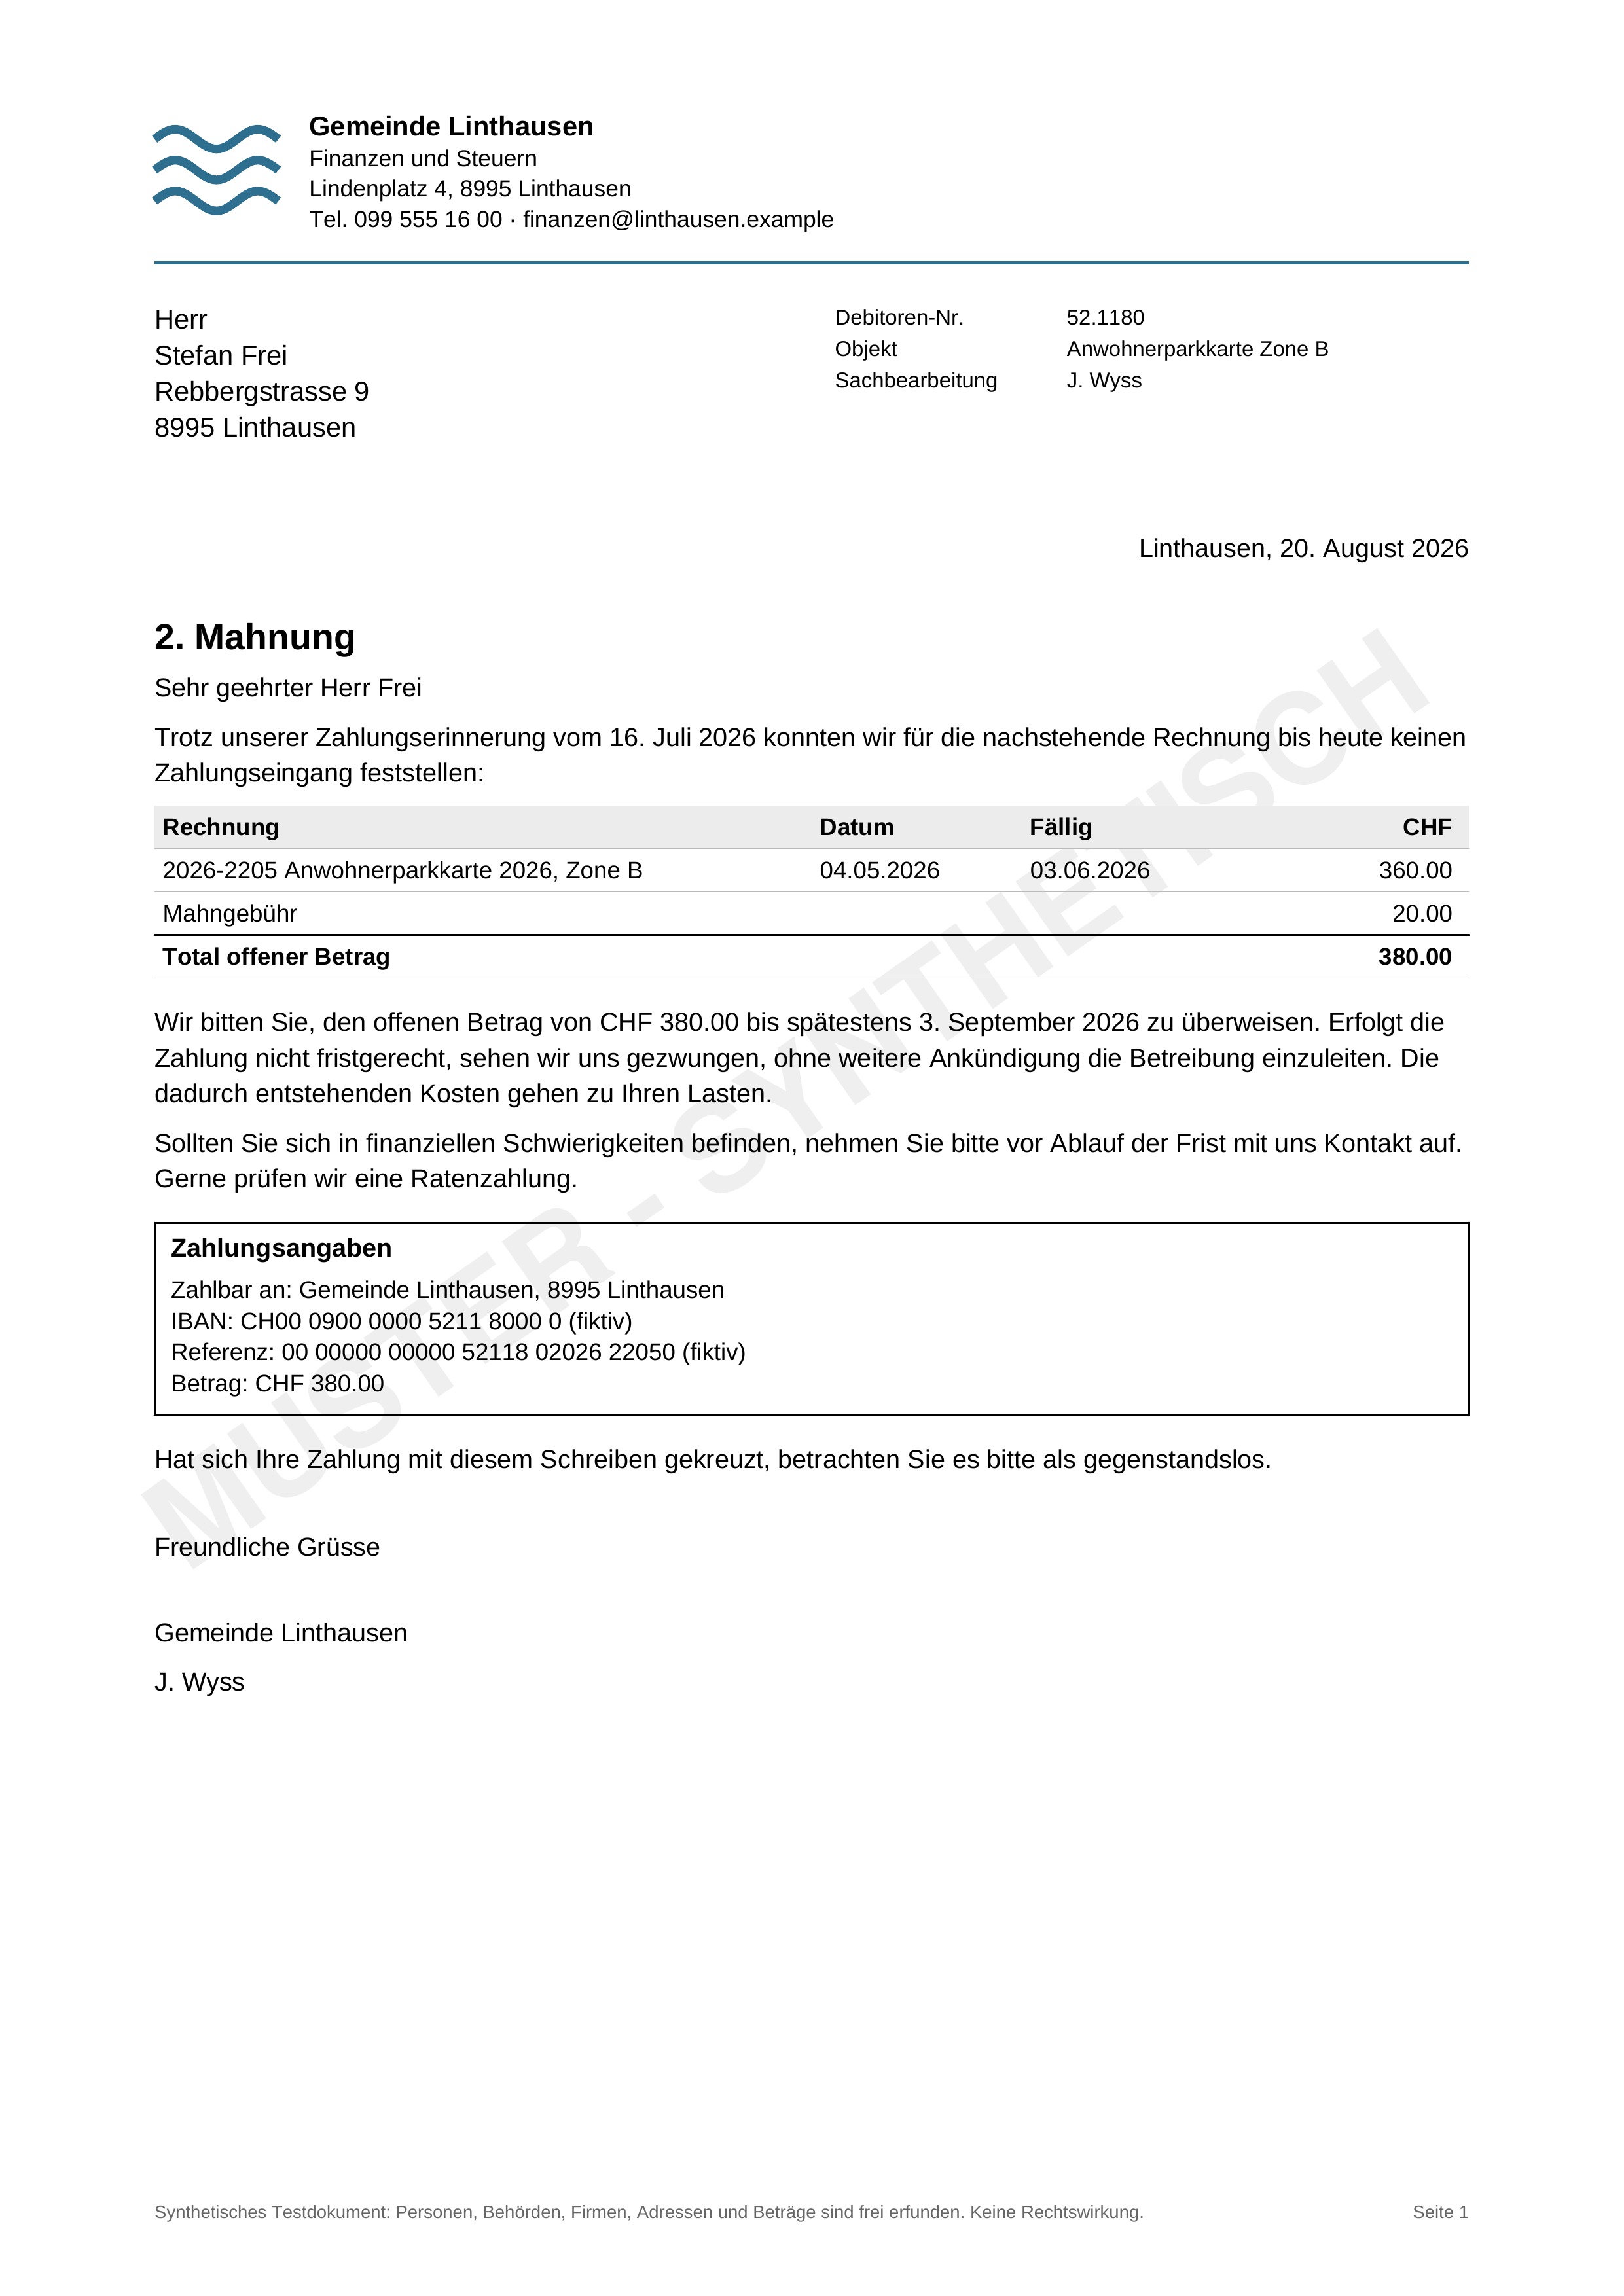 Gemeinde Linthausen
Finanzen und Steuern
Lindenplatz 4, 8995 Linthausen
Tel. 099 555 16 00 · finanzen@linthausen.example
Herr
Stefan Frei
Rebbergstrasse 9
8995 Linthausen
Debitoren-Nr. 52.1180
Objekt Anwohnerparkkarte Zone B
Sachbearbeitung J. Wyss
Linthausen, 20. August 2026
2. Mahnung
Sehr geehrter Herr Frei
Trotz unserer Zahlungserinnerung vom 16. Juli 2026 konnten wir für die nachstehende Rechnung bis heute keinen
Zahlungseingang feststellen:
Rechnung Datum Fällig CHF
2026-2205 Anwohnerparkkarte 2026, Zone B 04.05.2026 03.06.2026 360.00
Mahngebühr 20.00
Total offener Betrag 380.00
Wir bitten Sie, den offenen Betrag von CHF 380.00 bis spätestens 3. September 2026 zu überweisen. Erfolgt die
Zahlung nicht fristgerecht, sehen wir uns gezwungen, ohne weitere Ankündigung die Betreibung einzuleiten. Die
dadurch entstehenden Kosten gehen zu Ihren Lasten.
Sollten Sie sich in finanziellen Schwierigkeiten befinden, nehmen Sie bitte vor Ablauf der Frist mit uns Kontakt auf.
Gerne prüfen wir eine Ratenzahlung.
Zahlungsangaben
Zahlbar an: Gemeinde Linthausen, 8995 Linthausen
IBAN: CH00 0900 0000 5211 8000 0 (fiktiv)
Referenz: 00 00000 00000 52118 02026 22050 (fiktiv)
Betrag: CHF 380.00
Hat sich Ihre Zahlung mit diesem Schreiben gekreuzt, betrachten Sie es bitte als gegenstandslos.
Freundliche Grüsse
Gemeinde Linthausen
J. Wyss
MUSTER - SYNTHETISCH
Synthetisches Testdokument: Personen, Behörden, Firmen, Adressen und Beträge sind frei erfunden. Keine Rechtswirkung. Seite 1